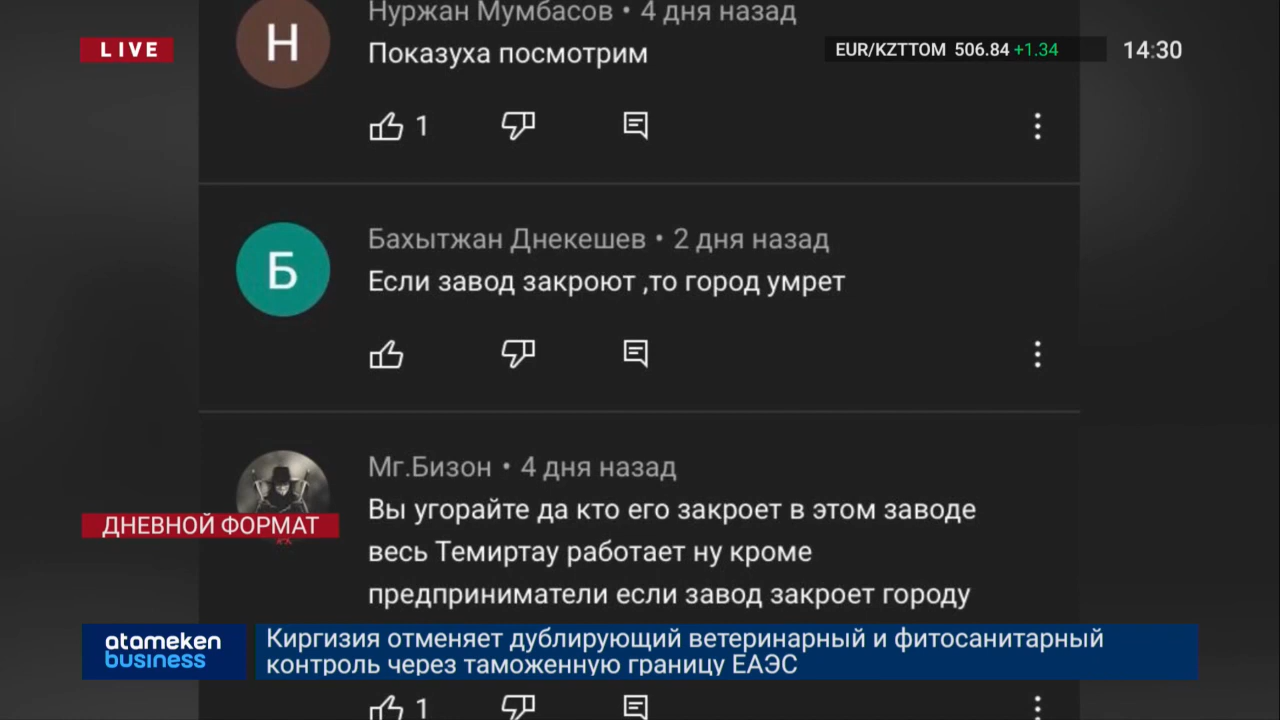 Нуржан Мумбасов • 4 дня назад
Показуха посмотрим
LIVE
EUR/KZTTOM 506.84 +1.34
14:30
Н
1
Бахытжан Днекешев • 2 дня назад
Б
Если завод закроют ,то город умрет
Мг.Бизон • 4 дня назад
Вы угорайте да кто его закроет в этом заводе
ДНЕВНОЙ ФОРМАТ
весь Темиртау работает ну кроме
предприниматели если завод закроет городу
atameken
business
Киргизия отменяет дублирующий ветеринарный и фитосанитарный
контроль через таможенную границу ЕАЭС
1